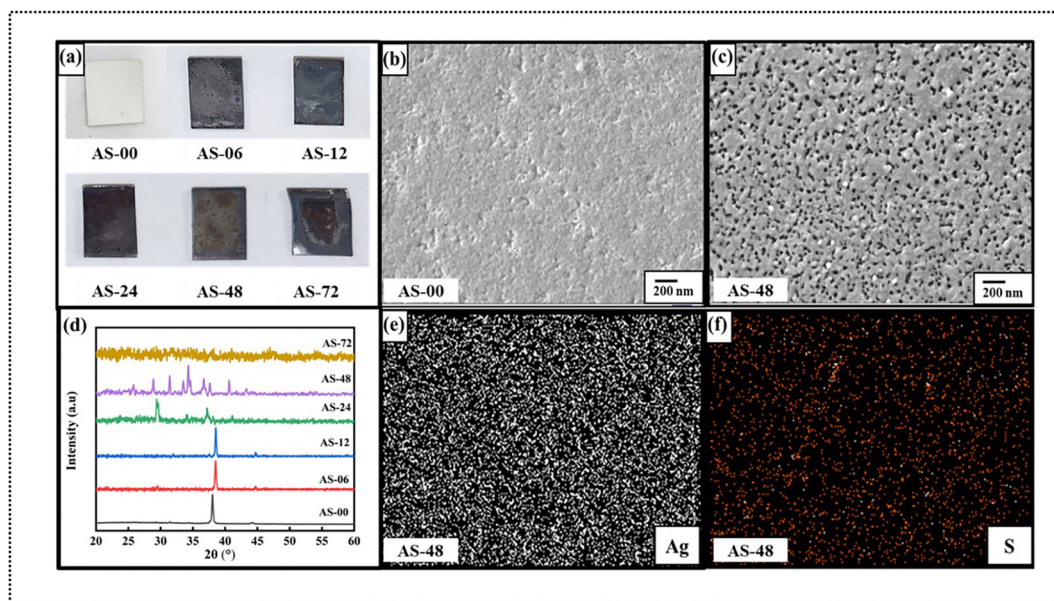 (a)
AS-00 AS-06 AS-12
AS-24 AS-48 AS-72
(b)
AS-00
200 nm
(c)
AS-48
200 nm
(d)
AS-72
AS-48
AS-24
AS-12
AS-06
AS-00
Intensity (a.u)
20 25 30 35 40 45 50 55 60
2θ (°)
(e)
AS-48
Ag
(f)
AS-48
S